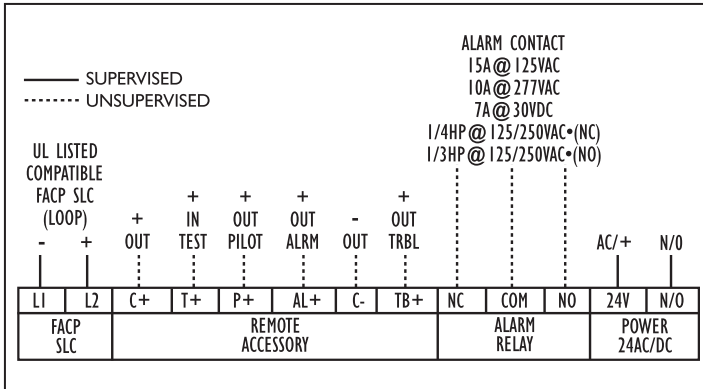 SUPERVISED
UNSUPERVISED
ALARM CONTACT
15A@125VAC
10A@277VAC
7A@30VDC
1/4HP@125/250VAC•(NC)
1/3HP@125/250VAC•(NO)
UL LISTED
COMPATIBLE
FACP SLC
(LOOP)
- +
+ OUT
+ IN TEST
+ OUT PILOT
+ OUT ALRM
- OUT
+ OUT TRBL
AC/+ N/0
L1 L2 C+ T+ P+ AL+ C- TB+ NC COM NO 24V N/0
FACP SLC
REMOTE ACCESSORY
ALARM RELAY
POWER 24AC/DC